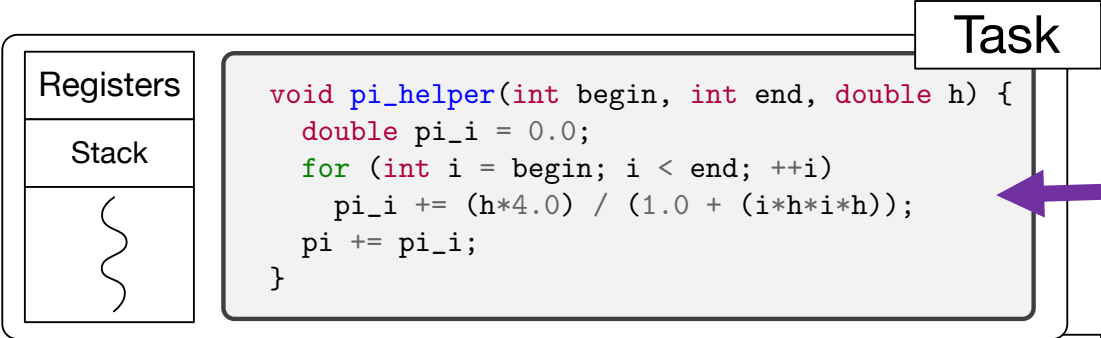 Task
Registers
Stack
void pi_helper(int begin, int end, double h) {
  double pi_i = 0.0;
  for (int i = begin; i < end; ++i)
    pi_i += (h*4.0) / (1.0 + (i*h*i*h));
  pi += pi_i;
}